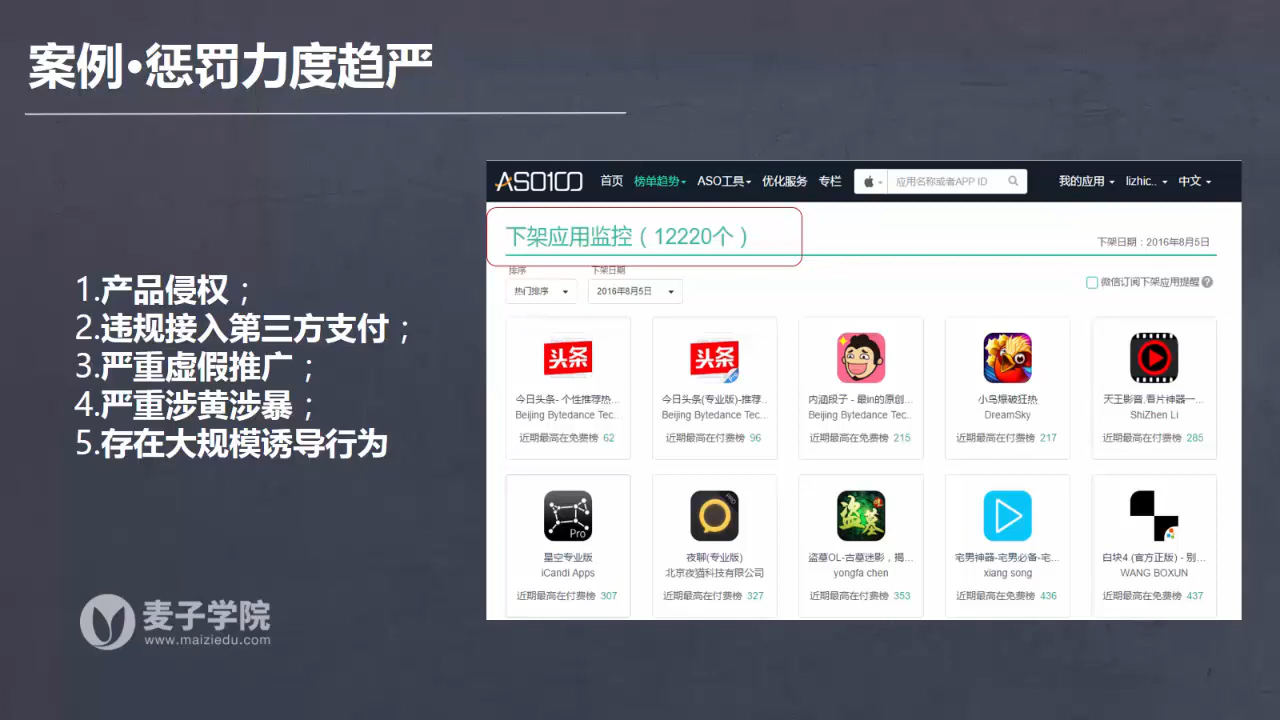 案例•惩罚力度趋严
1.产品侵权；
2.违规接入第三方支付；
3.严重虚假推广；
4.严重涉黄涉暴；
5.存在大规模诱导行为
麦子学院
www.maiziedu.com
ASO100 首页 榜单趋势 ASO工具 优化服务 专栏 应用名称或者APP ID 我的应用 lizhic.. 中文
下架应用监控（12220个）
下架日期：2016年8月5日
排序 下架日期
热门排序 2016年8月5日 微信订阅下架应用提醒
头条 头条
今日头条- 个性推荐热... 今日头条(专业版)-推荐.. 内涵段子 - 最in的原创... 小鸟爆破狂热 天王影音.看片神器一...
Beijing Bytedance Tec... Beijing Bytedance Tec... Beijing Bytedance Tec... DreamSky ShiZhen Li
近期最高在免费榜 62 近期最高在付费榜 96 近期最高在付费榜 215 近期最高在付费榜 217 近期最高在付费榜 285
Pro PRO 盗墓
星空专业版 夜聊(专业版) 盗墓OL-古墓迷影，揭... 宅男神器-宅男必备-宅... 白块4 (官方正版) - 别...
iCandi Apps 北京夜猫科技有限公司 yongfa chen xiang song WANG BOXUN
近期最高在付费榜 307 近期最高在付费榜 327 近期最高在付费榜 353 近期最高在付费榜 436 近期最高在付费榜 437